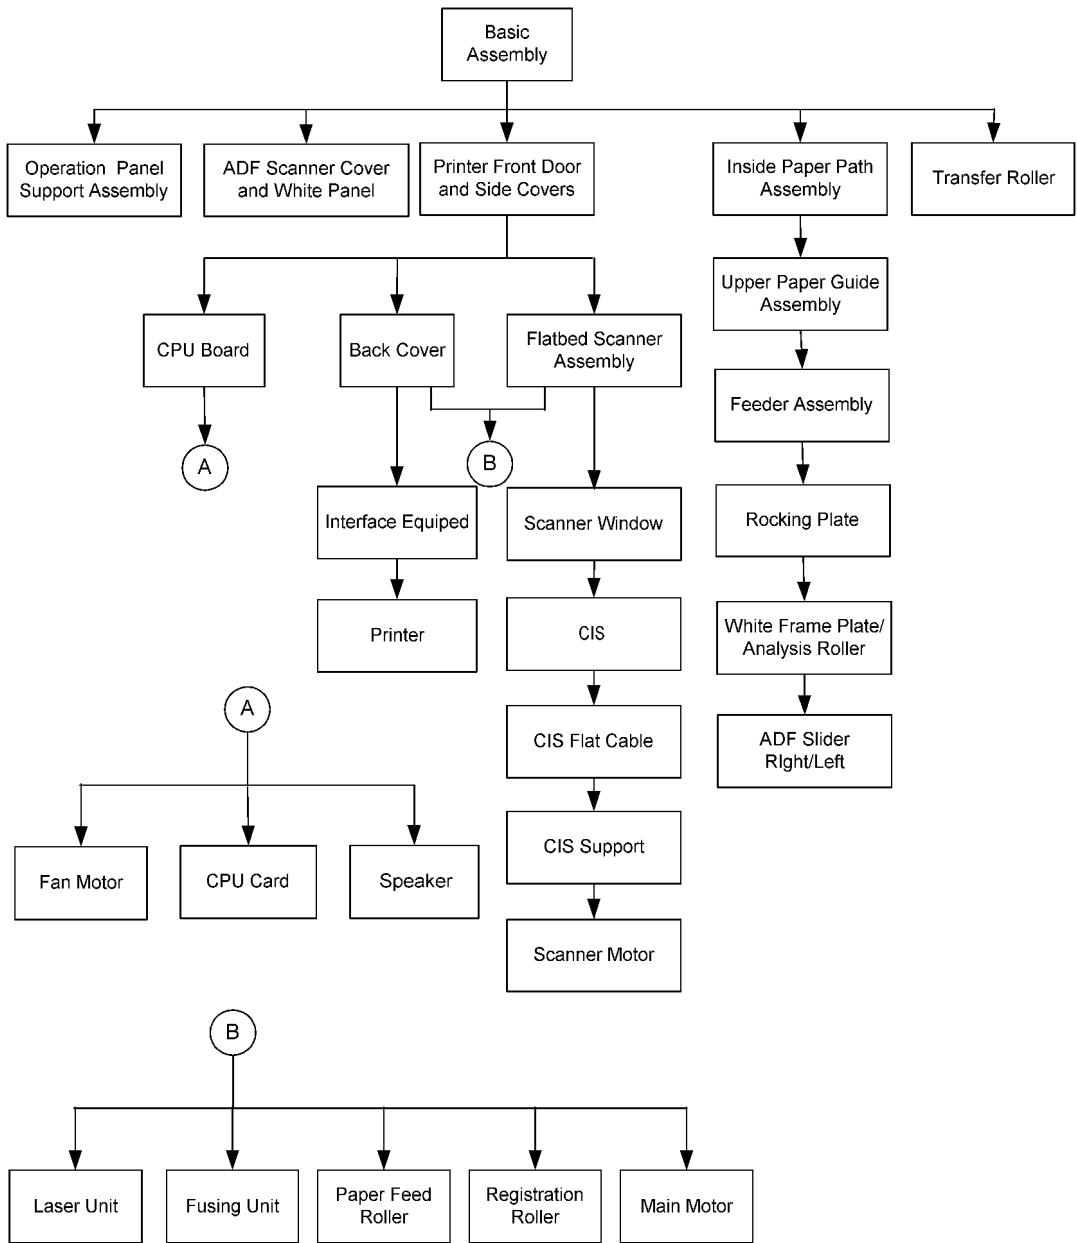 Basic
Assembly
Operation Panel
Support Assembly
ADF Scanner Cover
and White Panel
Printer Front Door
and Side Covers
Inside Paper Path
Assembly
Transfer Roller
Upper Paper Guide
Assembly
CPU Board
Back Cover
Flatbed Scanner
Assembly
Feeder Assembly
A
B
Interface Equiped
Scanner Window
Rocking Plate
Printer
CIS
White Frame Plate/
Analysis Roller
A
CIS Flat Cable
ADF Slider
RIght/Left
Fan Motor
CPU Card
Speaker
CIS Support
Scanner Motor
B
Laser Unit
Fusing Unit
Paper Feed
Roller
Registration
Roller
Main Motor